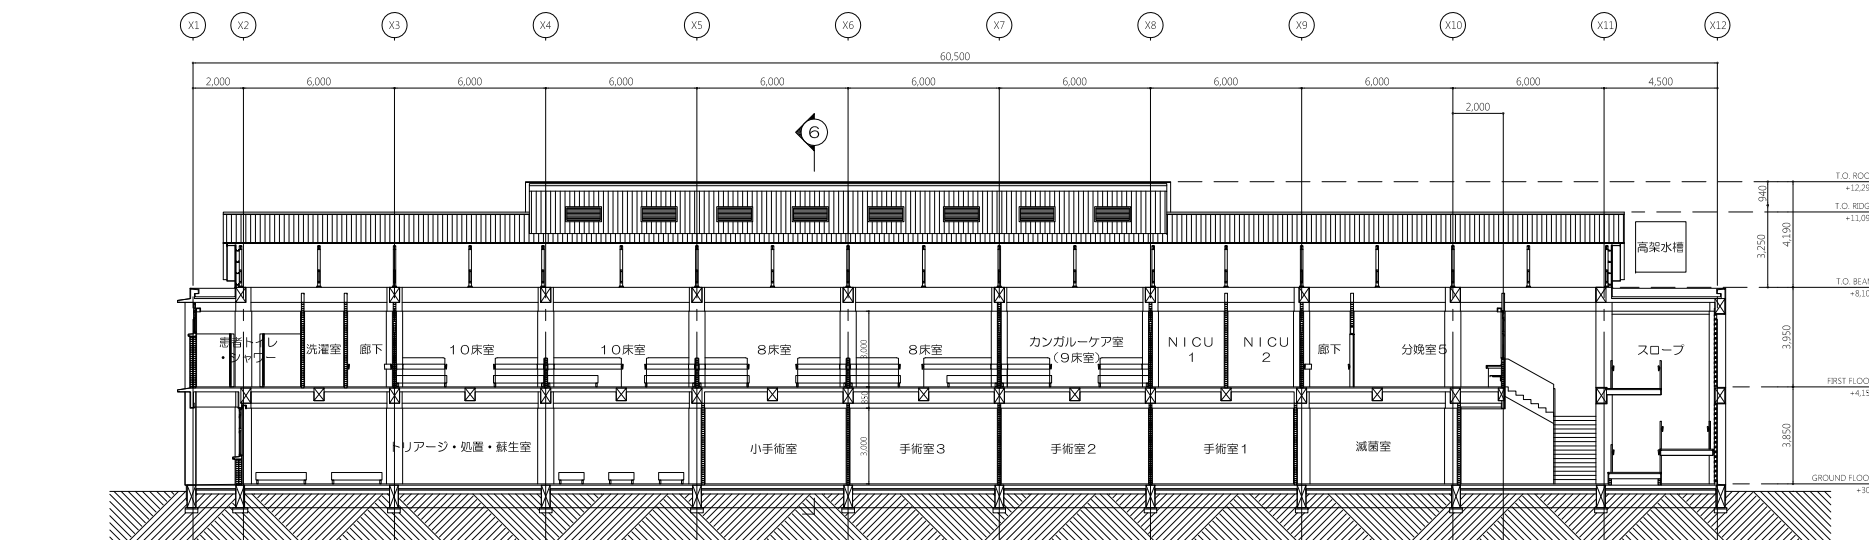 X1 X2 X3 X4 X5 X6 X7 X8 X9 X10 X11 X12
60,500
2,000 6,000 6,000 6,000 6,000 6,000 6,000 6,000 6,000 6,000 4,500
2,000
6
T.O. ROO
+12,29
940
T.O. RIDG
+11,09
高架水槽
3,250
4,190
T.O. BEAM
+8,10
患者トイレ
・シャワー
洗濯室
廊下
10床室
10床室
8床室
3,000
8床室
カンガルーケア室
(9床室)
NICU
1
NICU
2
廊下
分娩室5
スロープ
3,950
FIRST FLOO
+4,15
850
トリアージ・処置・蘇生室
小手術室
3,000
手術室3
手術室2
手術室1
滅菌室
3,850
GROUND FLOO
+30